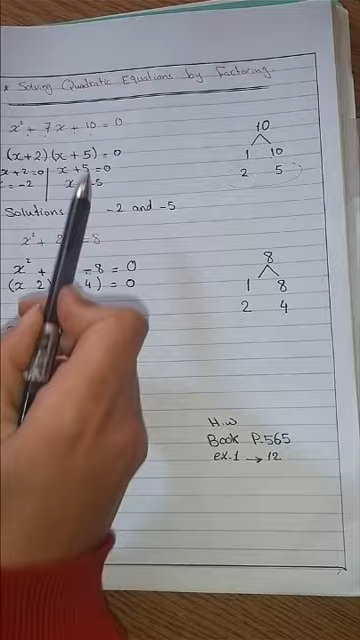 * Solving Quadratic Equations by Factoring
x² + 7x + 10 = 0
(x+2)(x+5) = 0
x+2=0 | x+5=0
= -2 | x -5
Solutions -2 and -5
x² + 2 = 8
x² + -8 = 0
(x 2) 4) = 0
10
1 10
2 5
8
1 8
2 4
H.w
Book P.565
ex.1 → 12